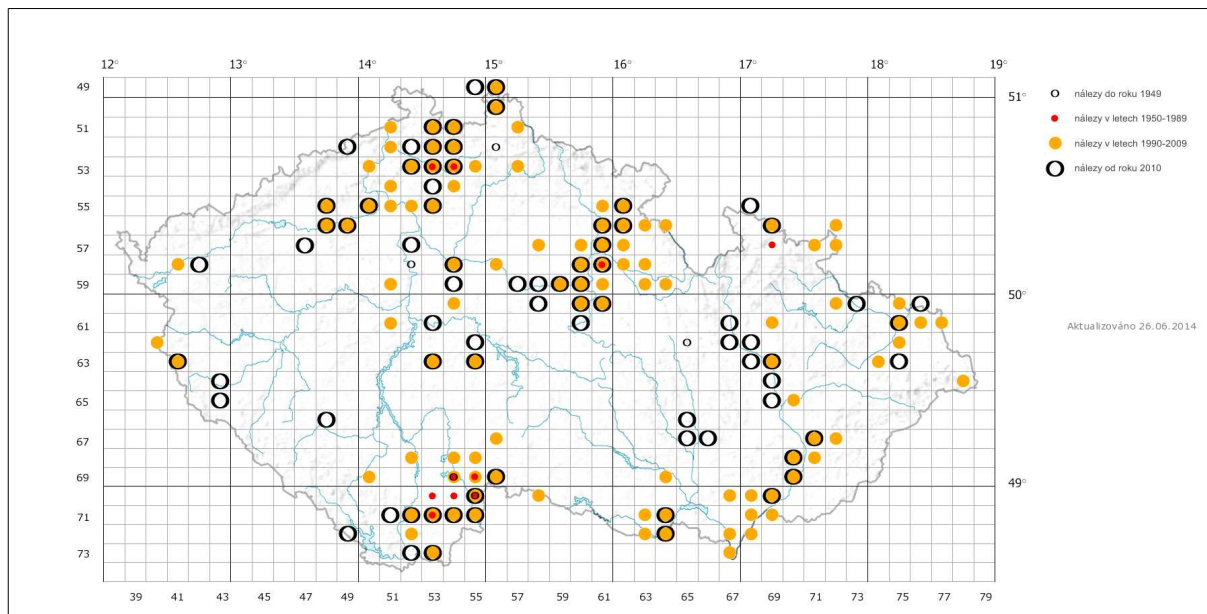 12° 13 14 15 16 17 18 19°
49 51°
51
53
55
57
59
50°
61
63
65
67
69
49°
71
73
39 41 43 45 47 49 51 53 55 57 59 61 63 65 67 69 71 73 75 77 79
nálezy do roku 1949
nálezy v letech 1950-1989
nálezy v letech 1990-2009
nálezy od roku 2010
Aktualizováno 26.06.2014